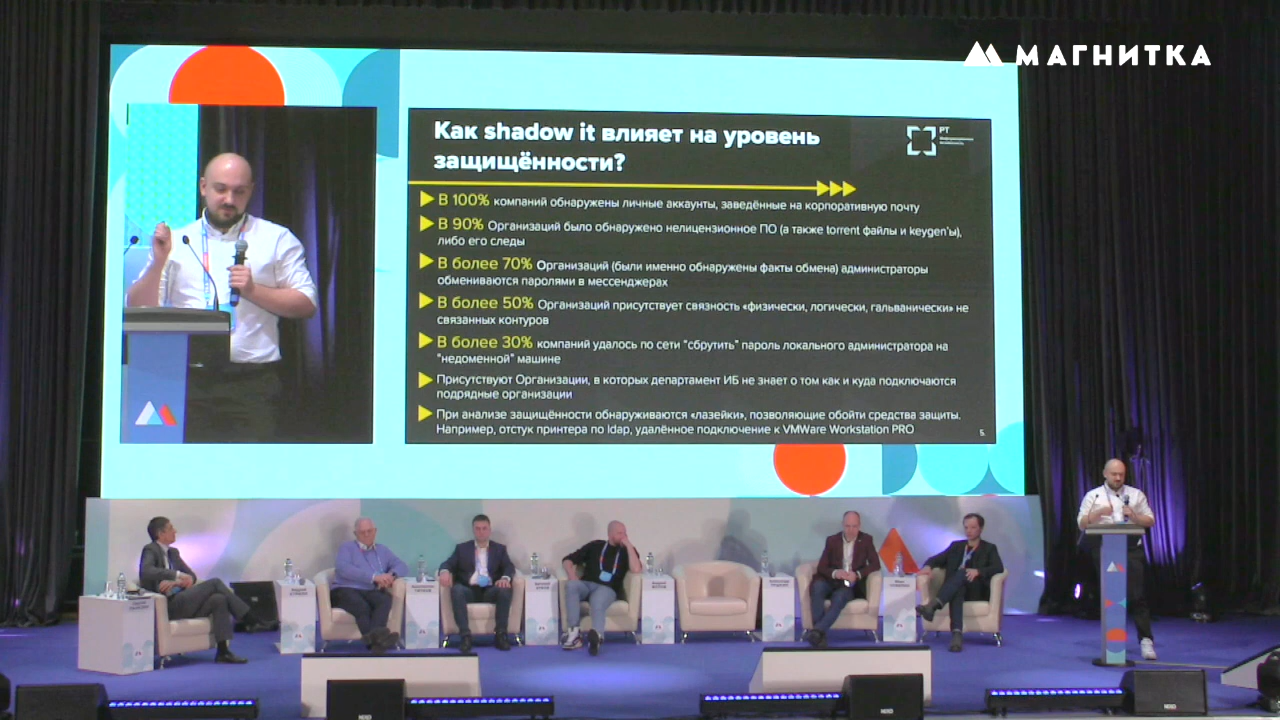 МАГНИТКА
Как shadow it влияет на уровень
защищённости?
РТ
В 100% компаний обнаружены личные аккаунты, заведённые на корпоративную почту
В 90% Организаций было обнаружено нелицензионное ПО (а также torrent файлы и keygen'ы),
либо его следы
В более 70% Организаций (были именно обнаружены факты обмена) администраторы
обмениваются паролями в мессенджерах
В более 50% Организаций присутствует связность «физически, логически, гальванически» не
связанных контуров
В более 30% компаний удалось по сети "сбрутить" пароль локального администратора на
"недоменной" машине
Присутствуют Организации, в которых департамент ИБ не знает о том как и куда подключаются
подрядные организации
При анализе защищённости обнаруживаются «лазейки», позволяющие обойти средства защиты.
Например, отстук принтера по ldap, удалённое подключение к VMWare Workstation PRO
5